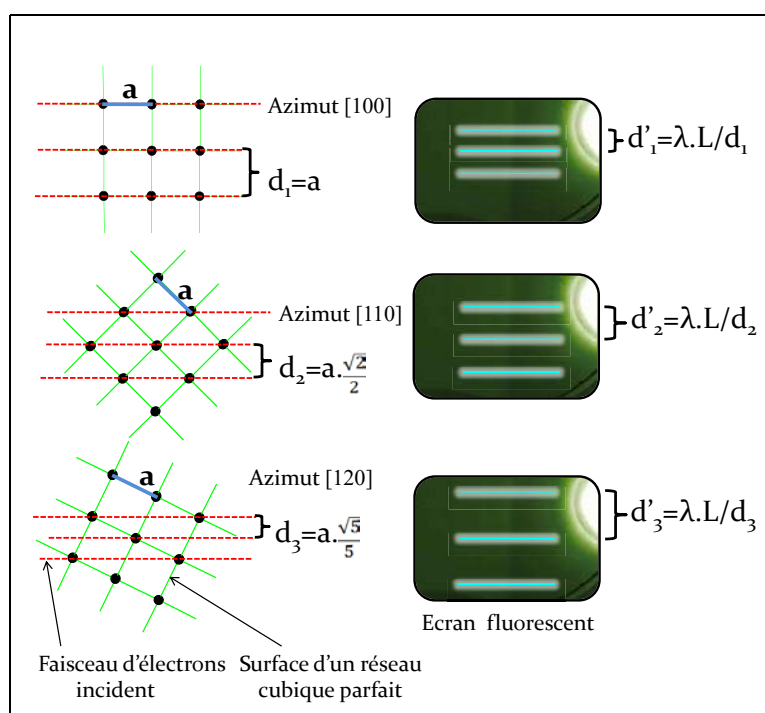 a
Azimut [100]
d₁=a
d'₁=λ.L/d₁
a
Azimut [110]
d₂=a.√2/2
d'₂=λ.L/d₂
a
Azimut [120]
d₃=a.√5/5
d'₃=λ.L/d₃
Ecran fluorescent
Faisceau d'électrons
incident
Surface d'un réseau
cubique parfait